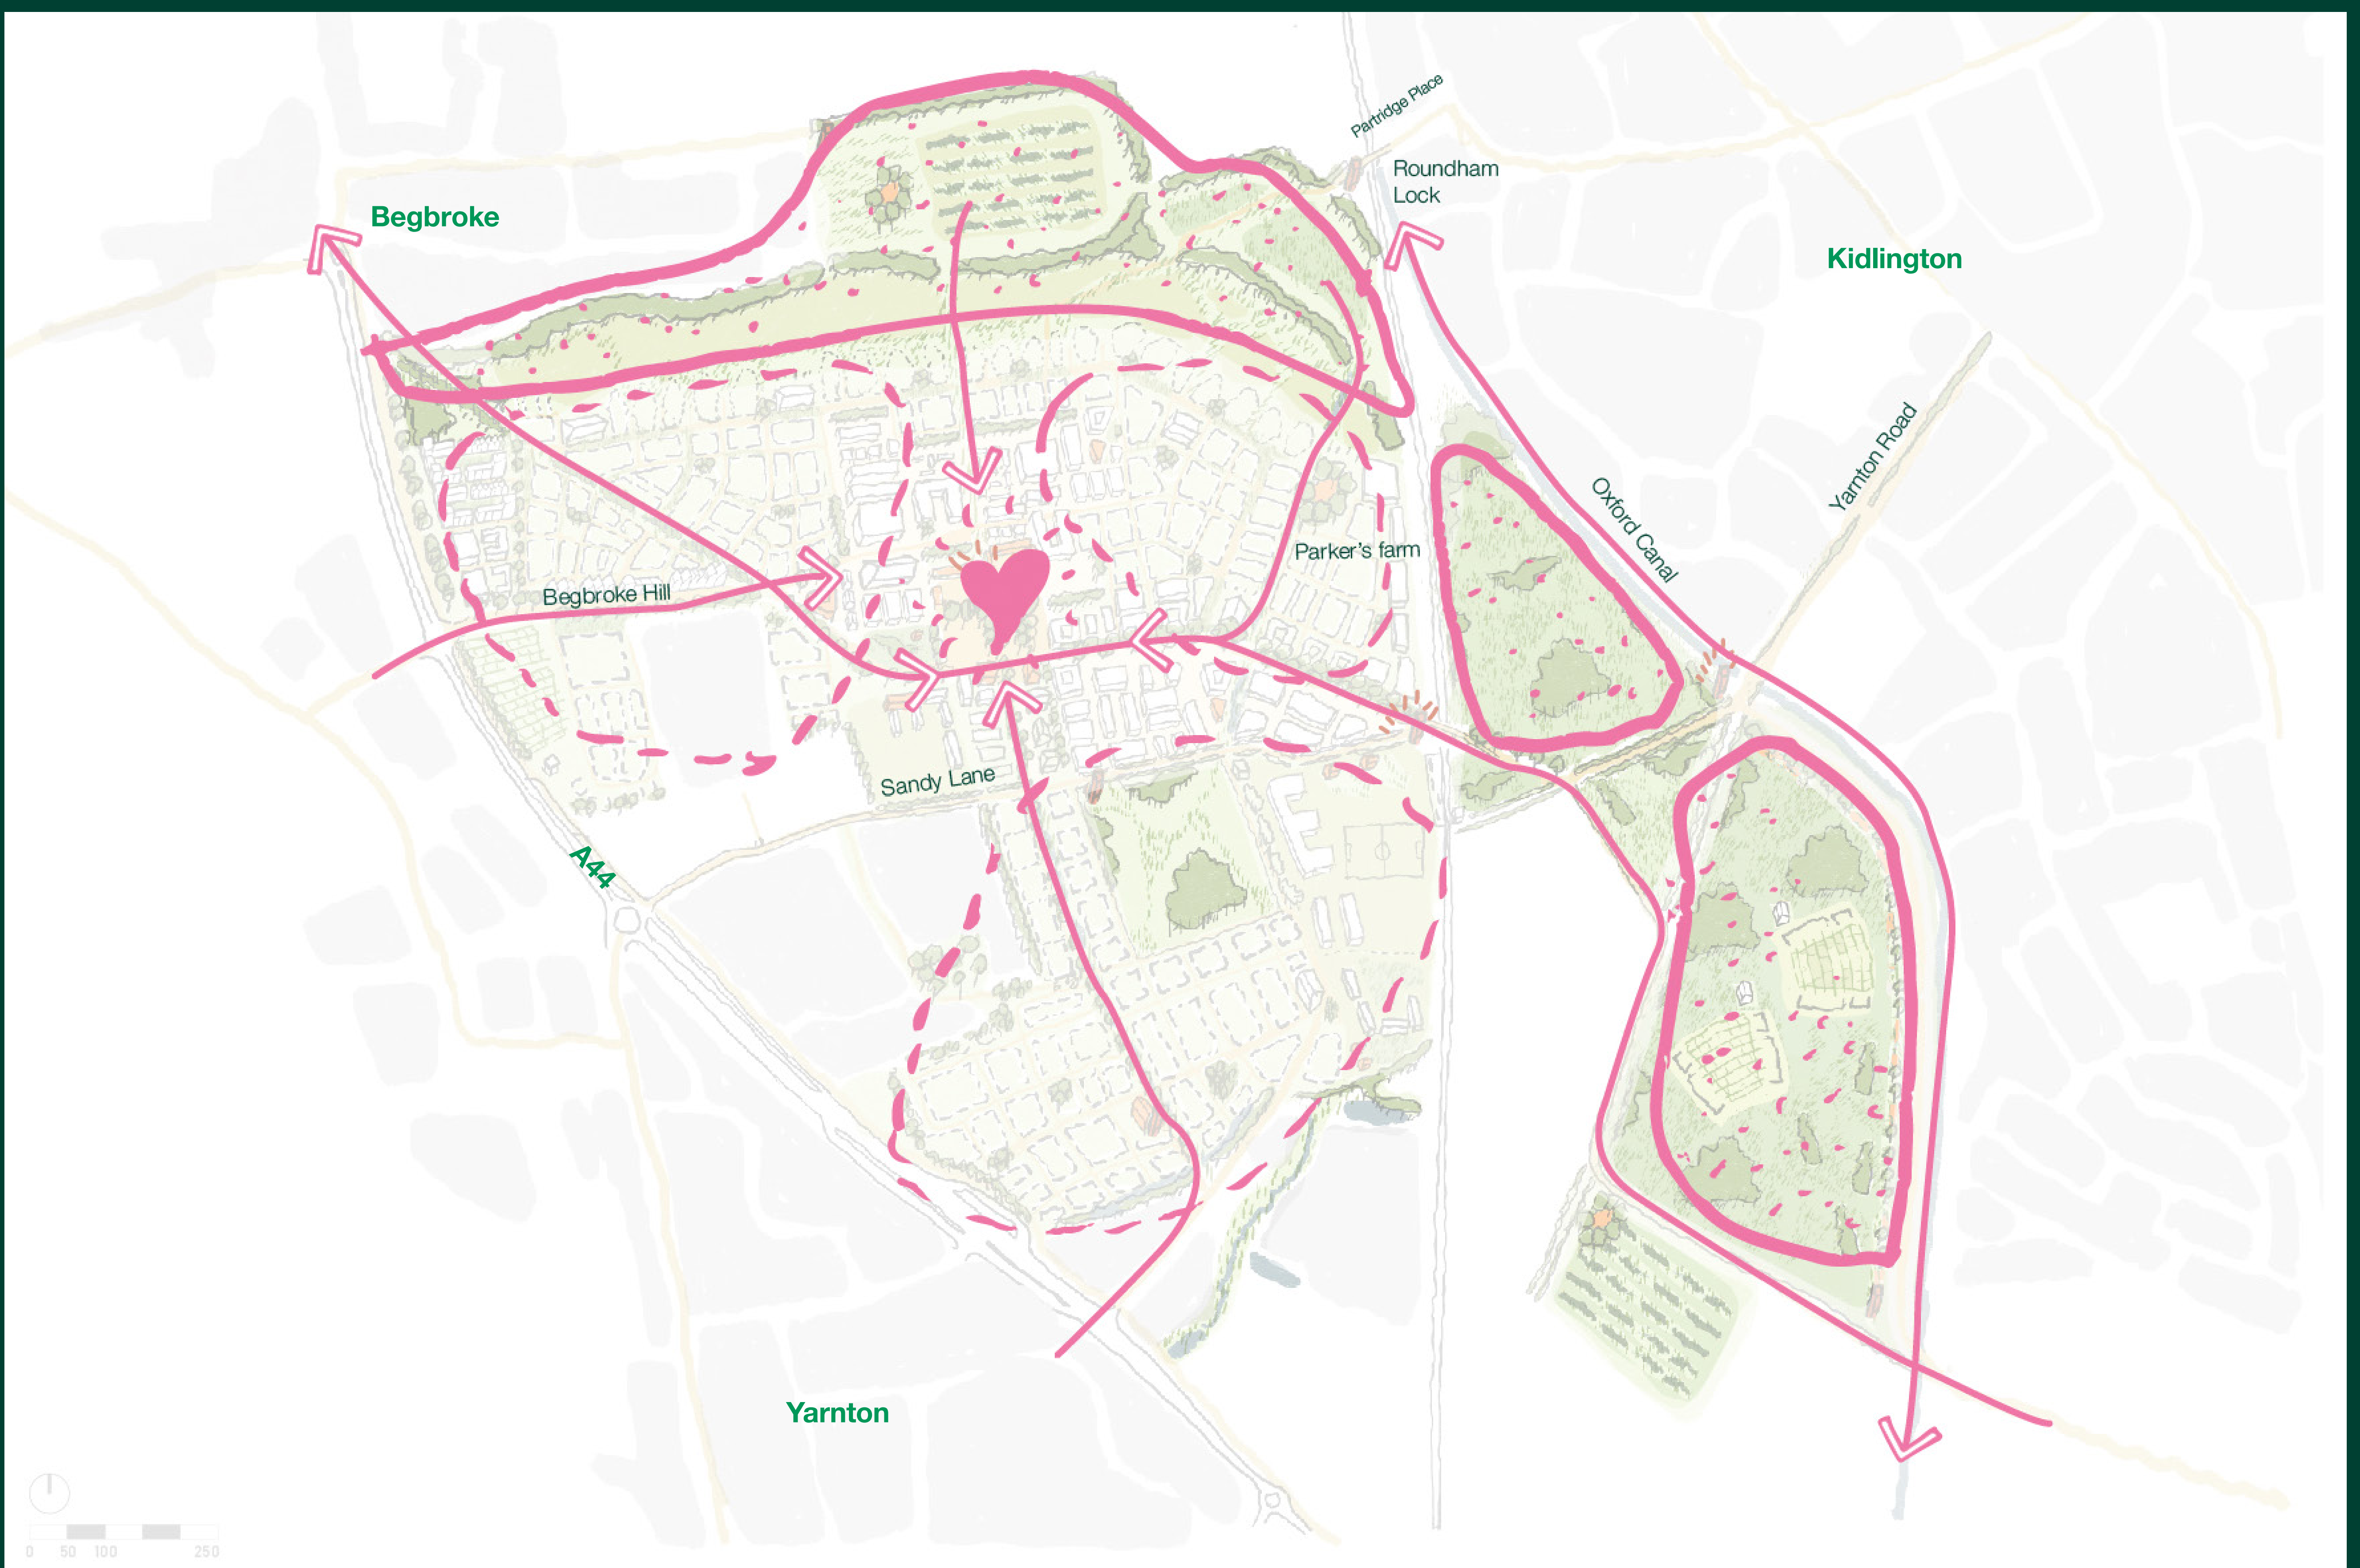 Partridge Place
Roundham
Lock
Begbroke
Kidlington
Yarnton Road
Oxford Canal
Parker's farm
Begbroke Hill
Sandy Lane
A44
Yarnton
0 50 100 250